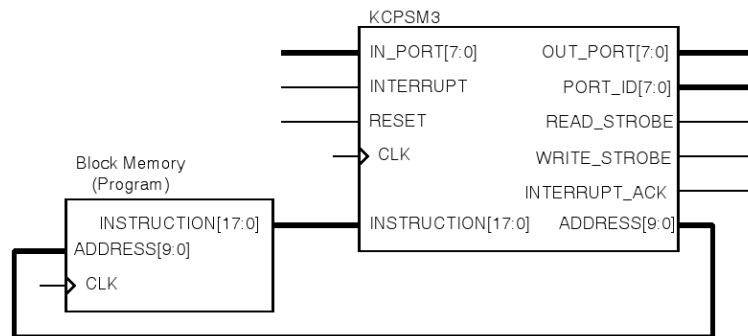 KCPSM3
IN_PORT[7:0]
OUT_PORT[7:0]
INTERRUPT
PORT_ID[7:0]
RESET
READ_STROBE
CLK
WRITE_STROBE
INTERRUPT_ACK
INSTRUCTION[17:0]
ADDRESS[9:0]
Block Memory
(Program)
INSTRUCTION[17:0]
ADDRESS[9:0]
CLK